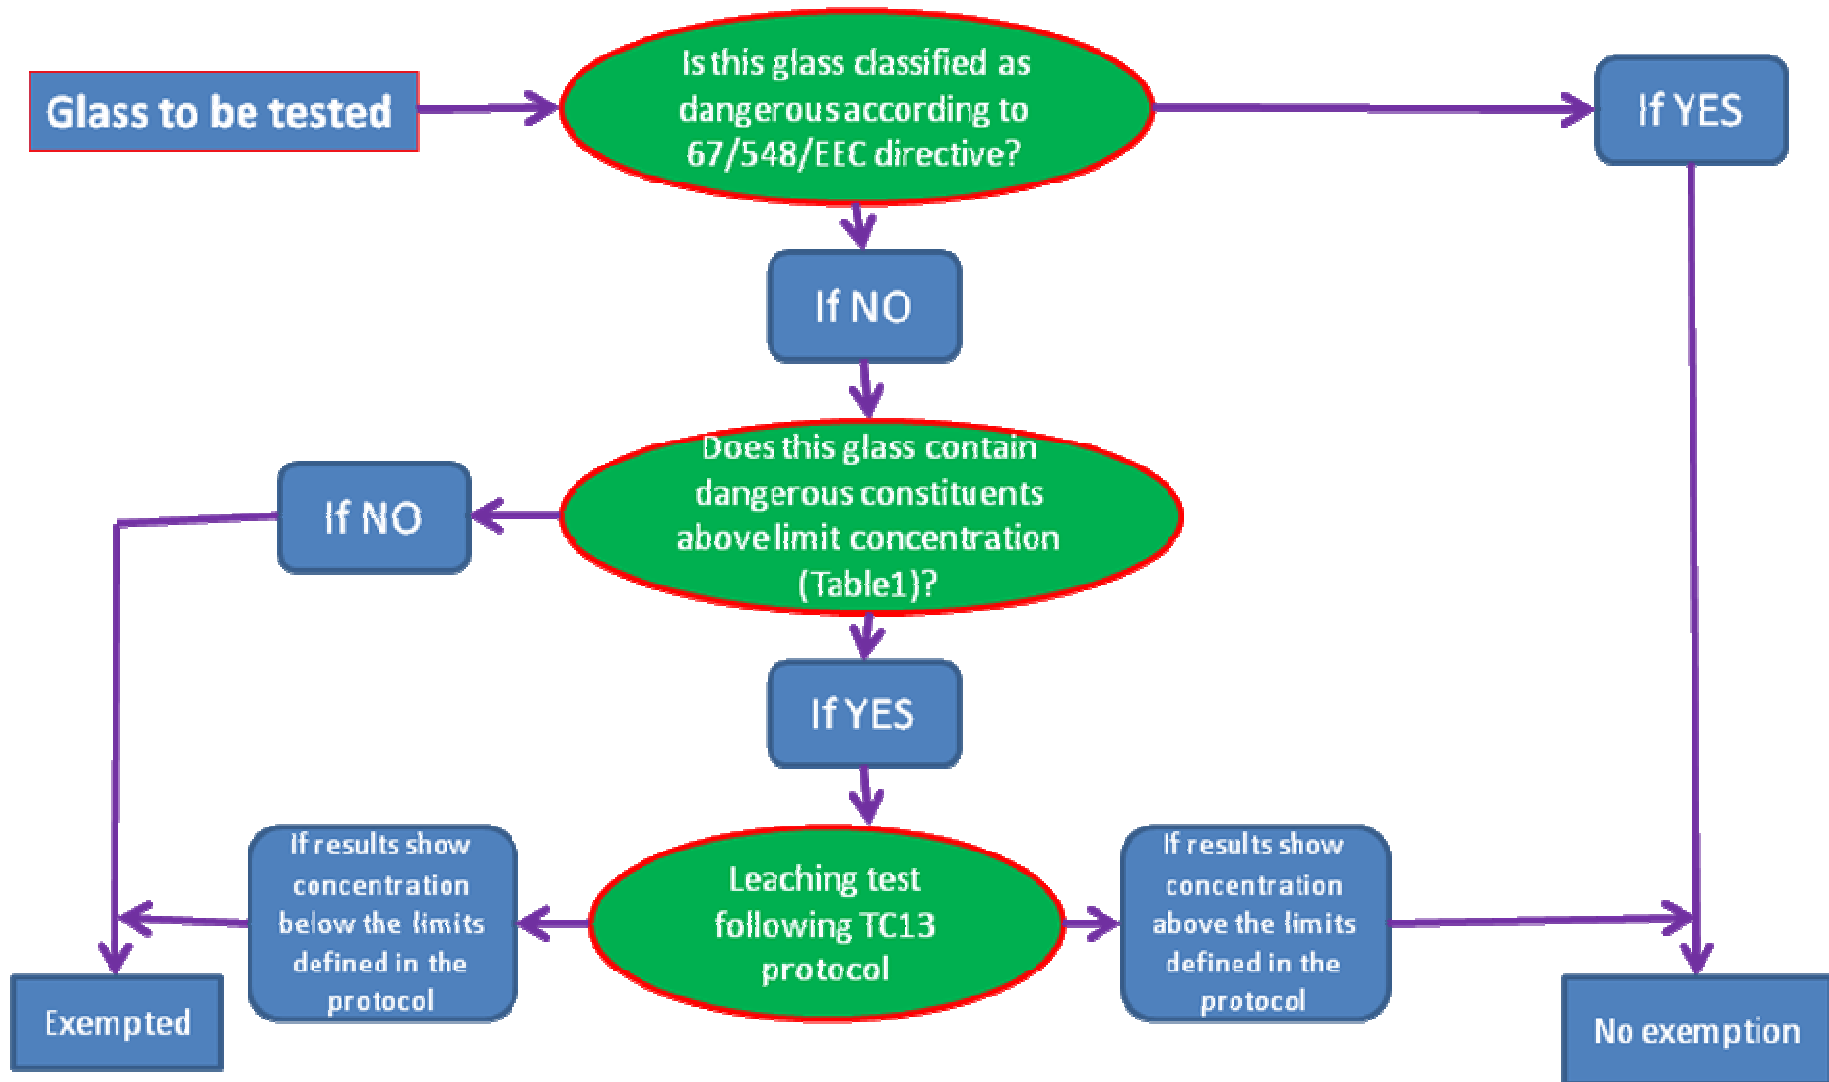 Glass to be tested
Is this glass classified as
dangerous according to
67/548/EEC directive?
If YES
If NO
Does this glass contain
dangerous constituents
above limit concentration
(Table1)?
If NO
If YES
If results show
concentration
below the limits
defined in the
protocol
Leaching test
following TC13
protocol
If results show
concentration
above the limits
defined in the
protocol
Exempted
No exemption